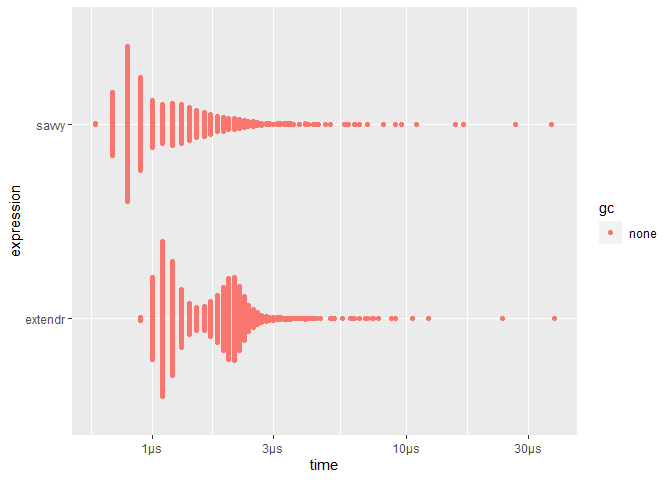 savvy
extendr
expression
1µs
3µs
10µs
30µs
time
gc
none